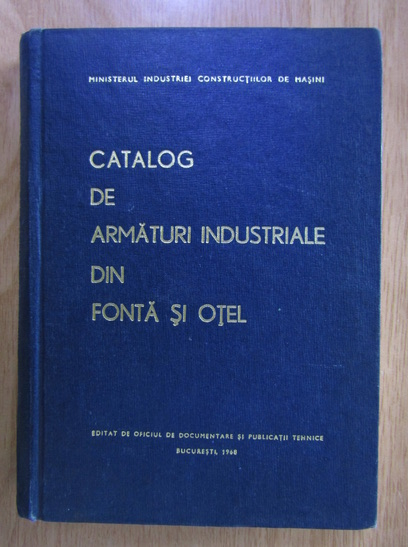 MINISTERUL INDUSTRIEI CONSTRUCȚIILOR DE MAȘINI
CATALOG
DE
ARMĂTURI INDUSTRIALE
DIN
FONTĂ ȘI OȚEL
EDITAT DE OFICIUL DE DOCUMENTARE ȘI PUBLICAȚII TEHNICE
BUCUREȘTI, 1960